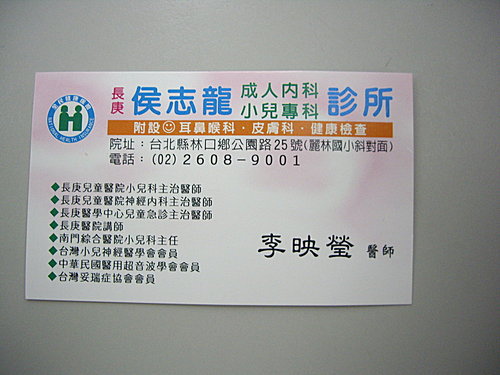 長庚 侯志龍 成人內科 小兒專科 診所
附設☺耳鼻喉科・皮膚科・健康檢查
院址：台北縣林口鄉公園路25號(麗林國小斜對面)
電話：(02)2608-9001
◆長庚兒童醫院小兒科主治醫師
◆長庚兒童醫院神經內科主治醫師
◆長庚醫學中心兒童急診主治醫師
◆長庚醫院講師
◆南門綜合醫院小兒科主任
◆台灣小兒神經醫學會會員
◆中華民國醫用超音波學會會員
◆台灣妥瑞症協會會員
李映瑩 醫師